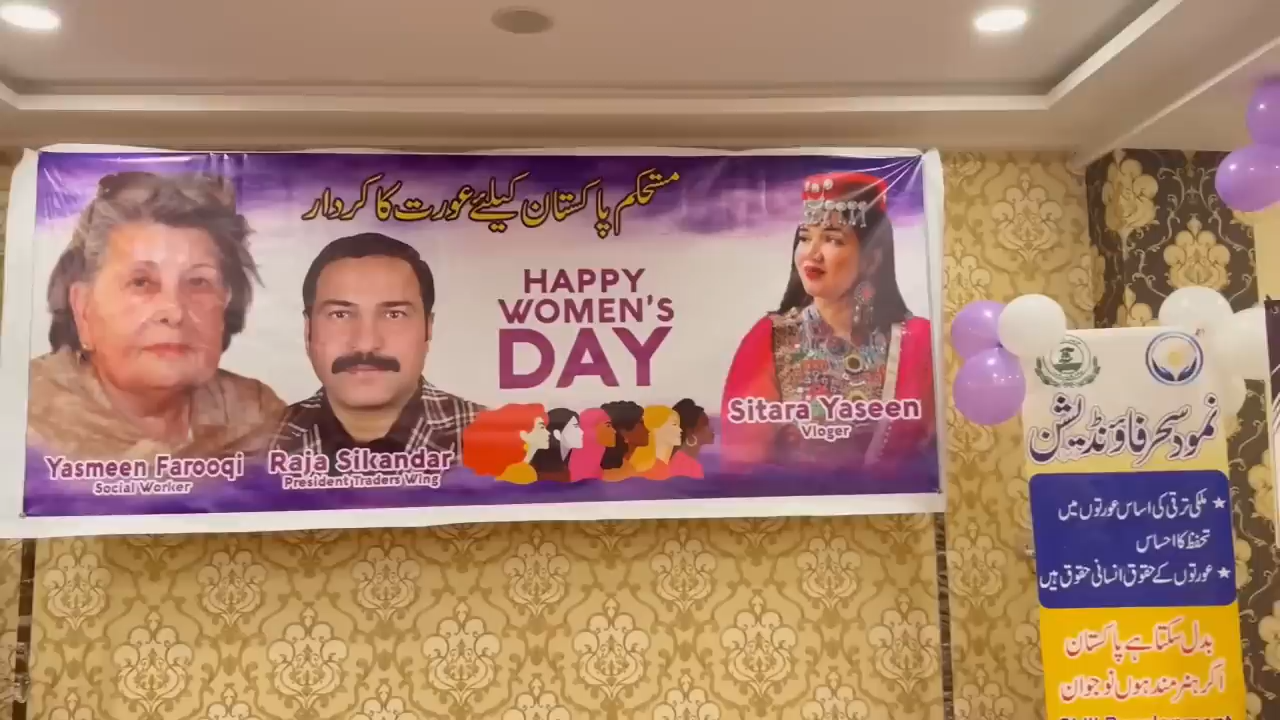 مستحکم پاکستان کیلئے عورت کا کردار
HAPPY
WOMEN'S
DAY
Yasmeen Farooqi
Social Worker
Raja Sikandar
President Traders Wing
Sitara Yaseen
Vloger
نمود سحر فاؤنڈیشن
★ ملکی ترقی کی اساس عورتوں میں
تحفظ کا احساس
★ عورتوں کے حقوق انسانی حقوق ہیں
بدل سکتا ہے پاکستان
اگر ہنر مند ہوں نوجوان